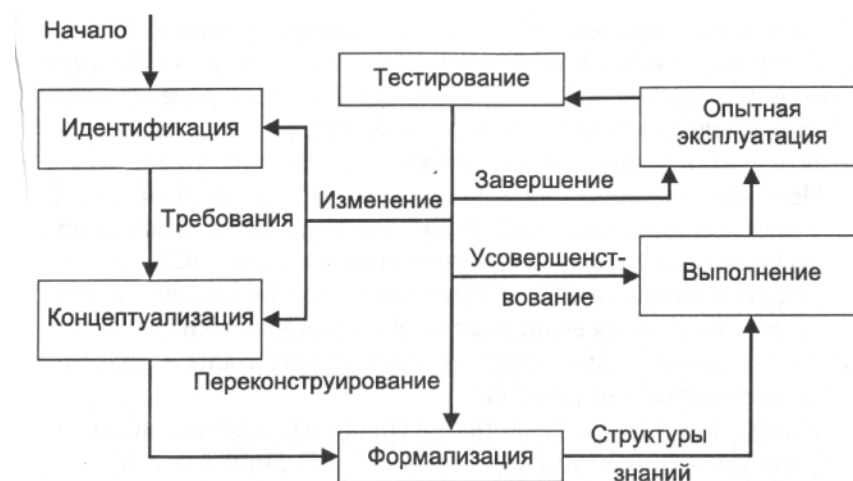 Начало
Тестирование
Опытная
эксплуатация
Идентификация
Завершение
Изменение
Требования
Усовершенст-
вование
Выполнение
Концептуализация
Переконструирование
Формализация
Структуры
знаний